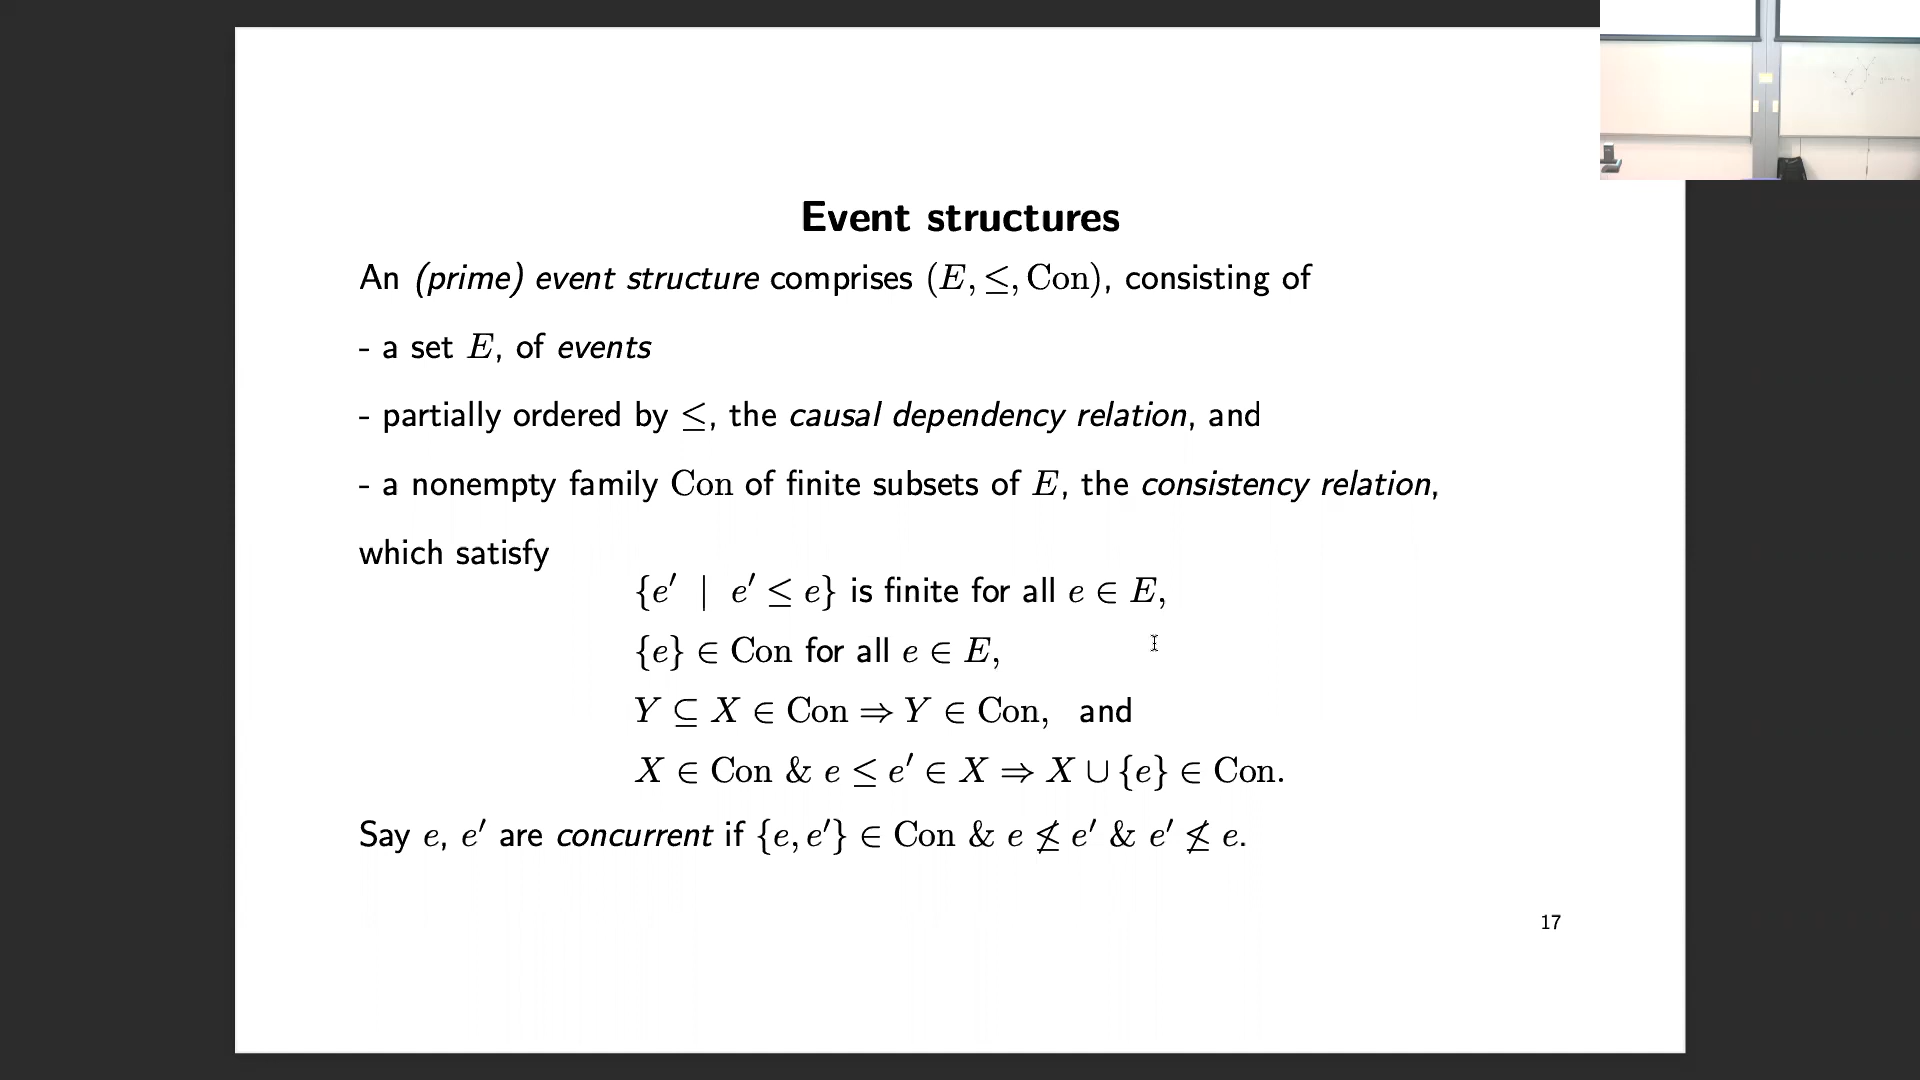 Event structures
An (prime) event structure comprises (E, ≤, Con), consisting of
- a set E, of events
- partially ordered by ≤, the causal dependency relation, and
- a nonempty family Con of finite subsets of E, the consistency relation,
which satisfy
{e′ | e′ ≤ e} is finite for all e ∈ E,
{e} ∈ Con for all e ∈ E,
Y ⊆ X ∈ Con ⇒ Y ∈ Con, and
X ∈ Con & e ≤ e′ ∈ X ⇒ X ∪ {e} ∈ Con.
Say e, e′ are concurrent if {e, e′} ∈ Con & e ≰ e′ & e′ ≰ e.
17